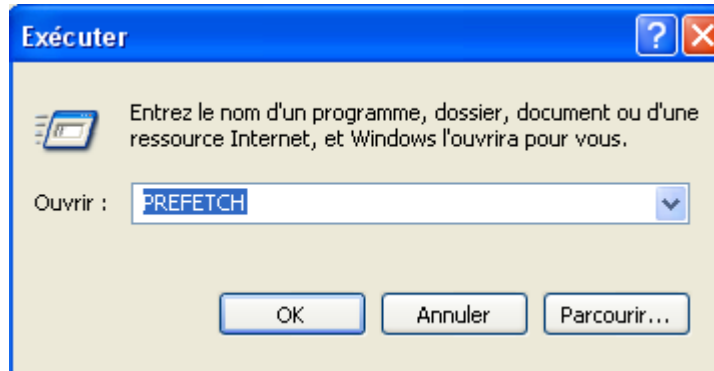 Exécuter
Entrez le nom d'un programme, dossier, document ou d'une
ressource Internet, et Windows l'ouvrira pour vous.
Ouvrir : PREFETCH
OK Annuler Parcourir...